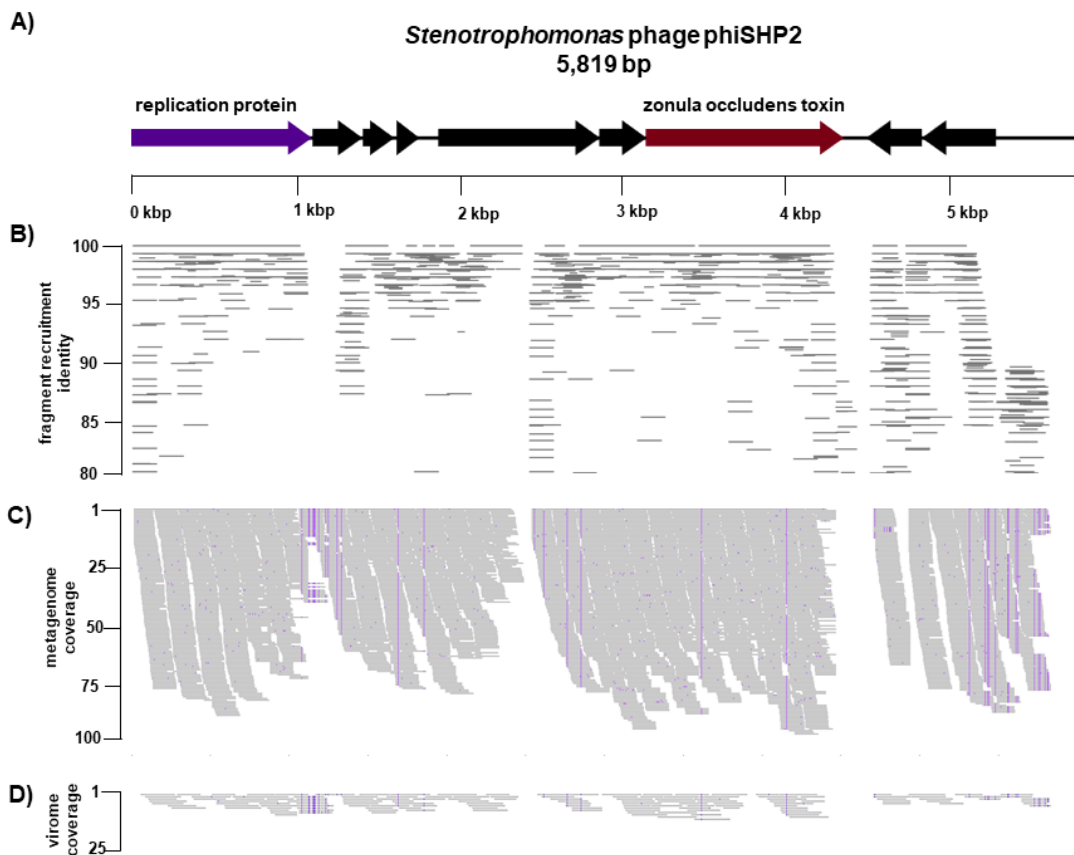 A)
Stenotrophomonas phage phiSHP2
5,819 bp
replication protein
zonula occludens toxin
0 kbp
1 kbp
2 kbp
3 kbp
4 kbp
5 kbp
B)
fragment recruitment
identity
100
95
90
85
80
C)
metagenome
coverage
1
25
50
75
100
D)
virome
coverage
1
25